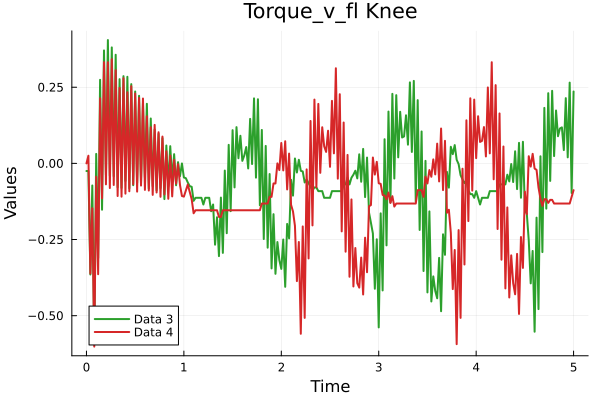 Torque_v_fl Knee
Values
0.25
0.00
−0.25
−0.50
Data 3
Data 4
0
1
2
3
4
5
Time